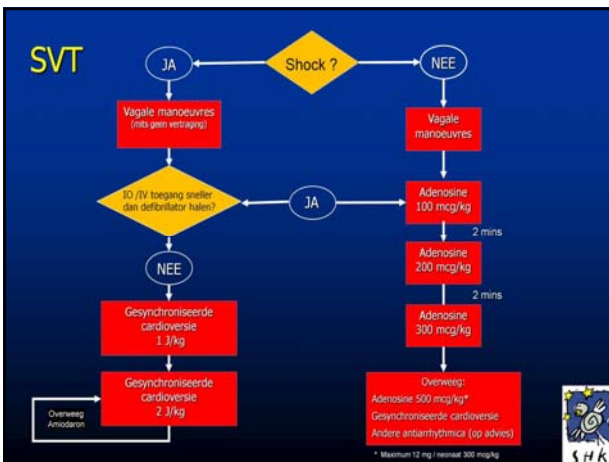 SVT
Shock ?
JA
NEE
Vagale manoeuvres
(mits geen vertraging)
Vagale
manoeuvres
IO /IV toegang sneller
dan defibrillator halen?
JA
Adenosine
100 mcg/kg
2 mins
NEE
Adenosine
200 mcg/kg
2 mins
Gesynchroniseerde
cardioversie
1 J/kg
Adenosine
300 mcg/kg
Gesynchroniseerde
cardioversie
2 J/kg
Overweeg
Amiodaron
Overweeg:
Adenosine 500 mcg/kg*
Gesynchroniseerde cardioversie
Andere antiarrhythmica (op advies)
* Maximum 12 mg / neonaat 300 mcg/kg
SHK